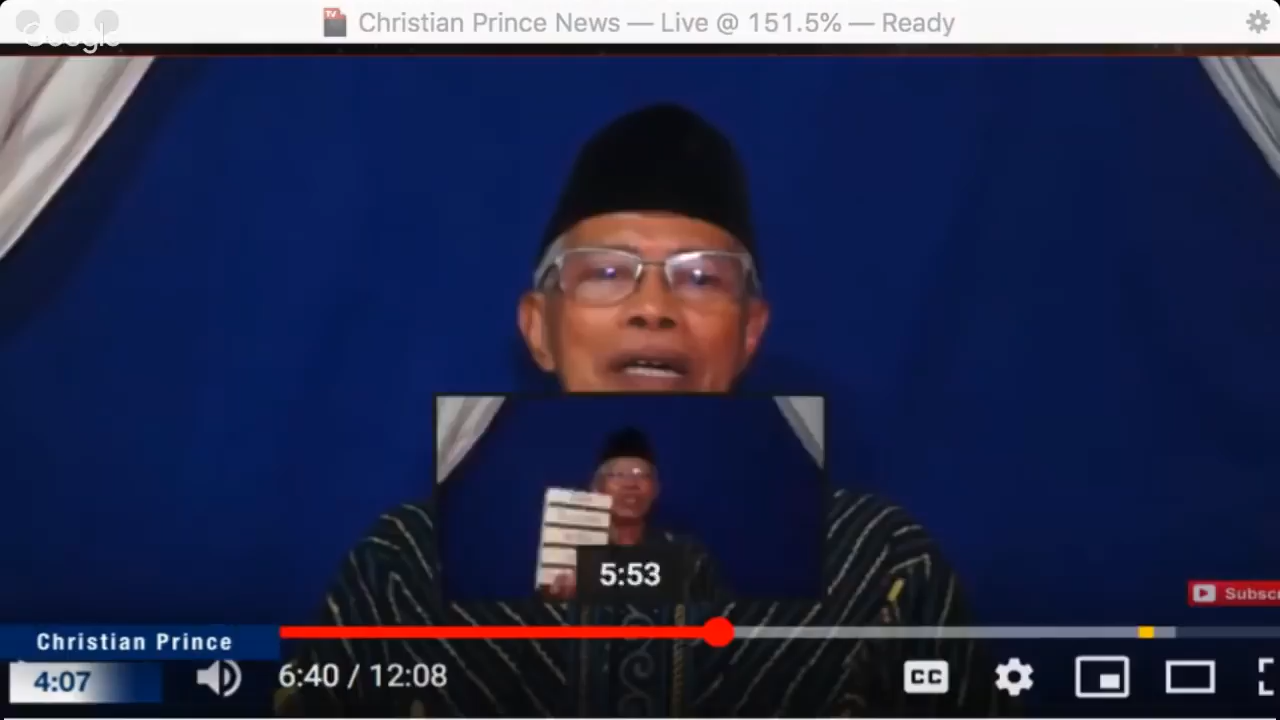 Christian Prince News — Live @ 151.5% — Ready
Google
5:53
Subsc
Christian Prince
4:07
6:40 / 12:08
CC
TV